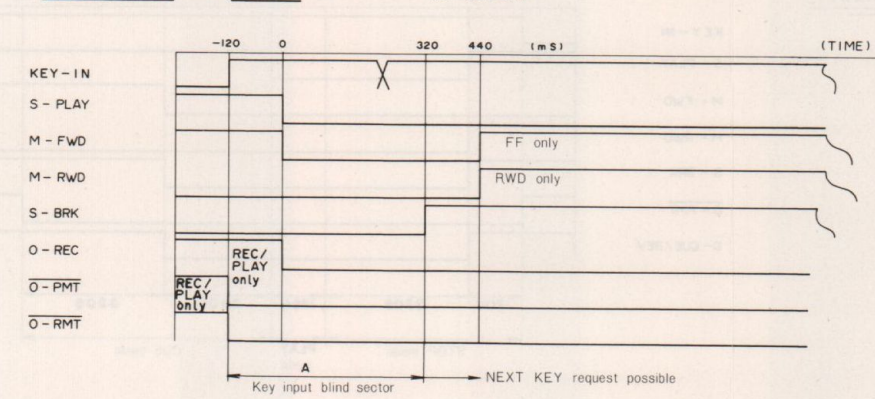 -120 0 320 440 (mS) (TIME)
KEY-IN
S-PLAY
M-FWD
FF only
M-RWD
RWD only
S-BRK
O-REC
REC/
PLAY
only
O-PMT
REC/
PLAY
only
O-RMT
A
Key input blind sector
NEXT KEY request possible